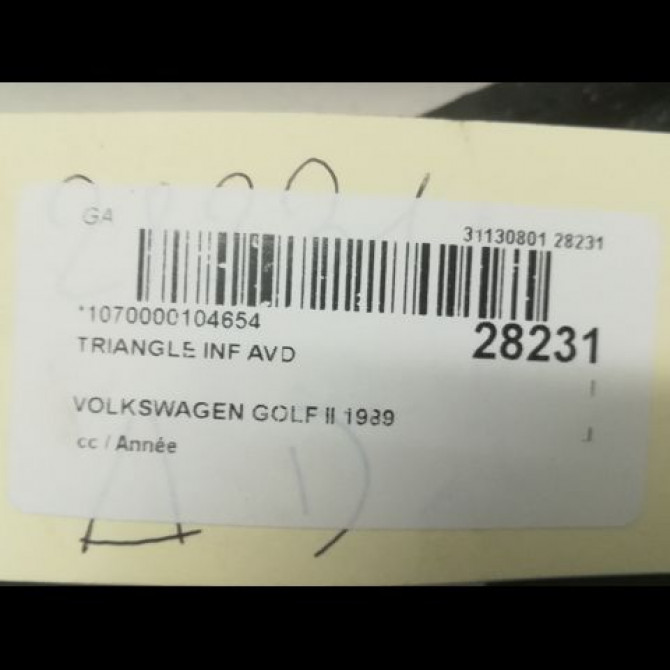 GA
31130801 28231
*1070000104654
28231
TRIANGLE INF AVD
I
VOLKSWAGEN GOLF II 1989
J
cc / Année